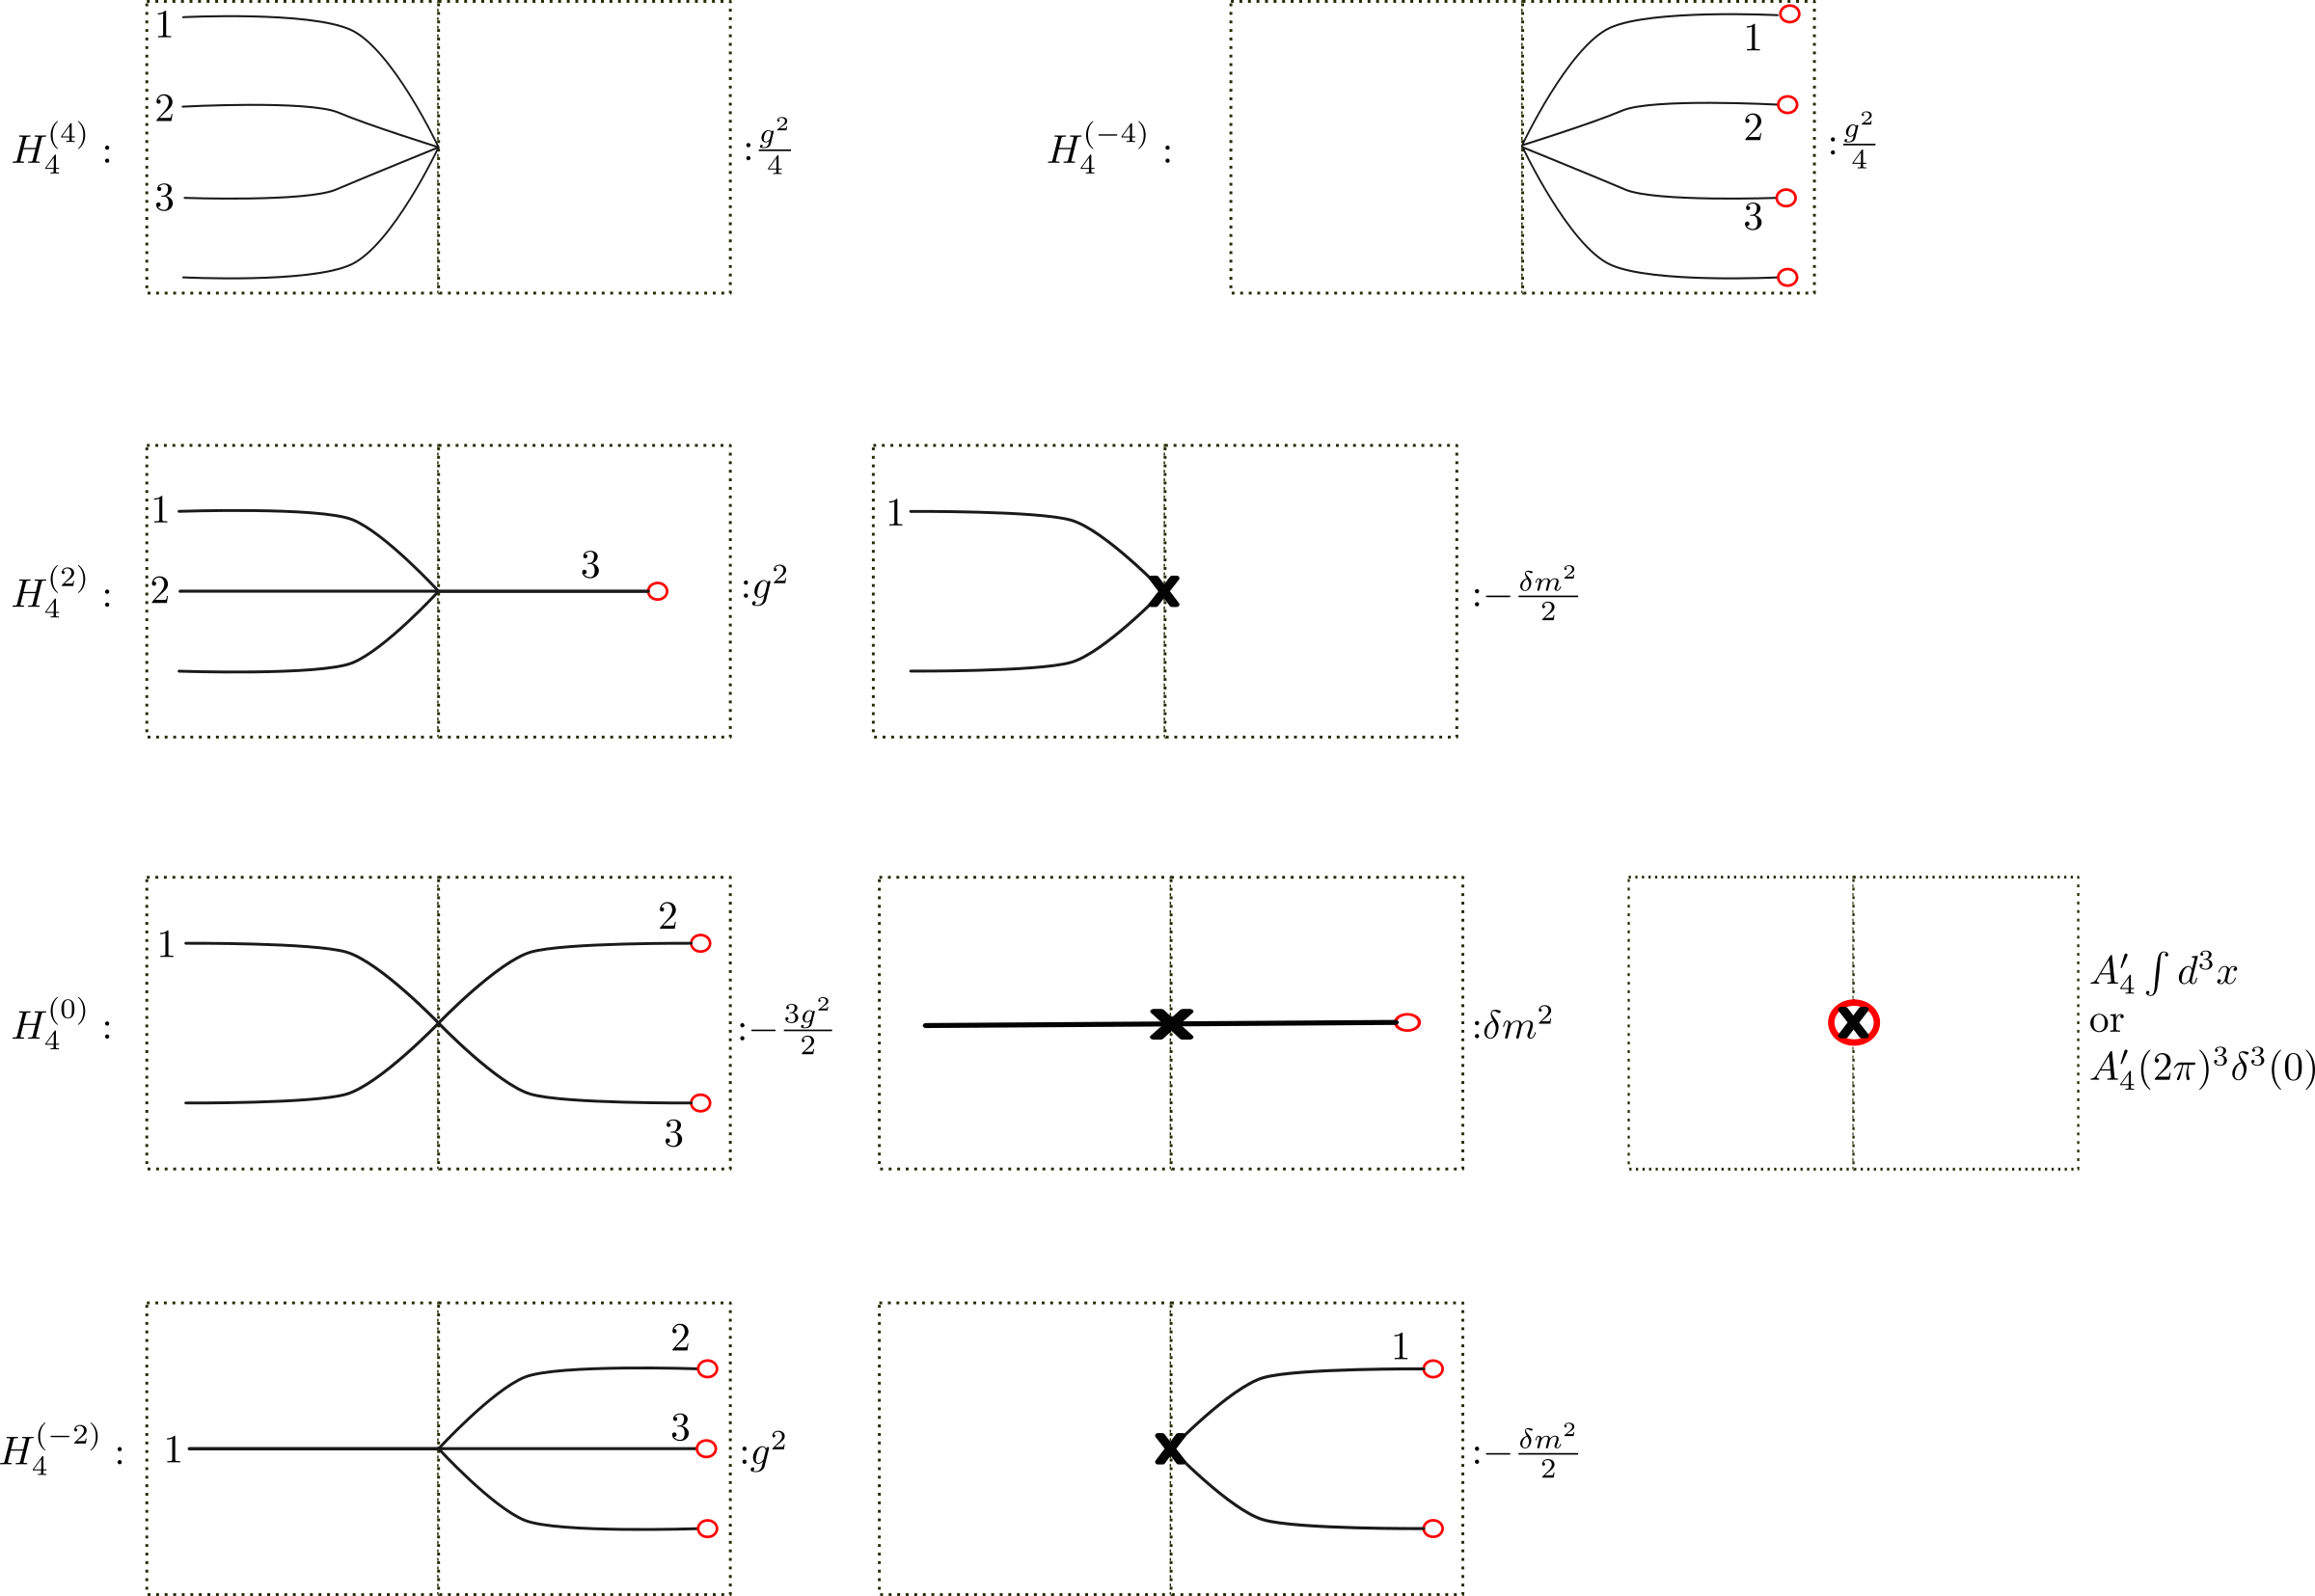 1
2
H_4^{(4)} :
3
: \frac{g^2}{4}
H_4^{(-4)} :
1
2
3
: \frac{g^2}{4}
1
H_4^{(2)} :
2
3
: g^2
1
: -\frac{\delta m^2}{2}
1
H_4^{(0)} :
2
3
: -\frac{3g^2}{2}
: \delta m^2
A'_4 \int d^3x
or
A'_4 (2\pi)^3 \delta^3(0)
H_4^{(-2)} :
1
2
3
: g^2
1
: -\frac{\delta m^2}{2}